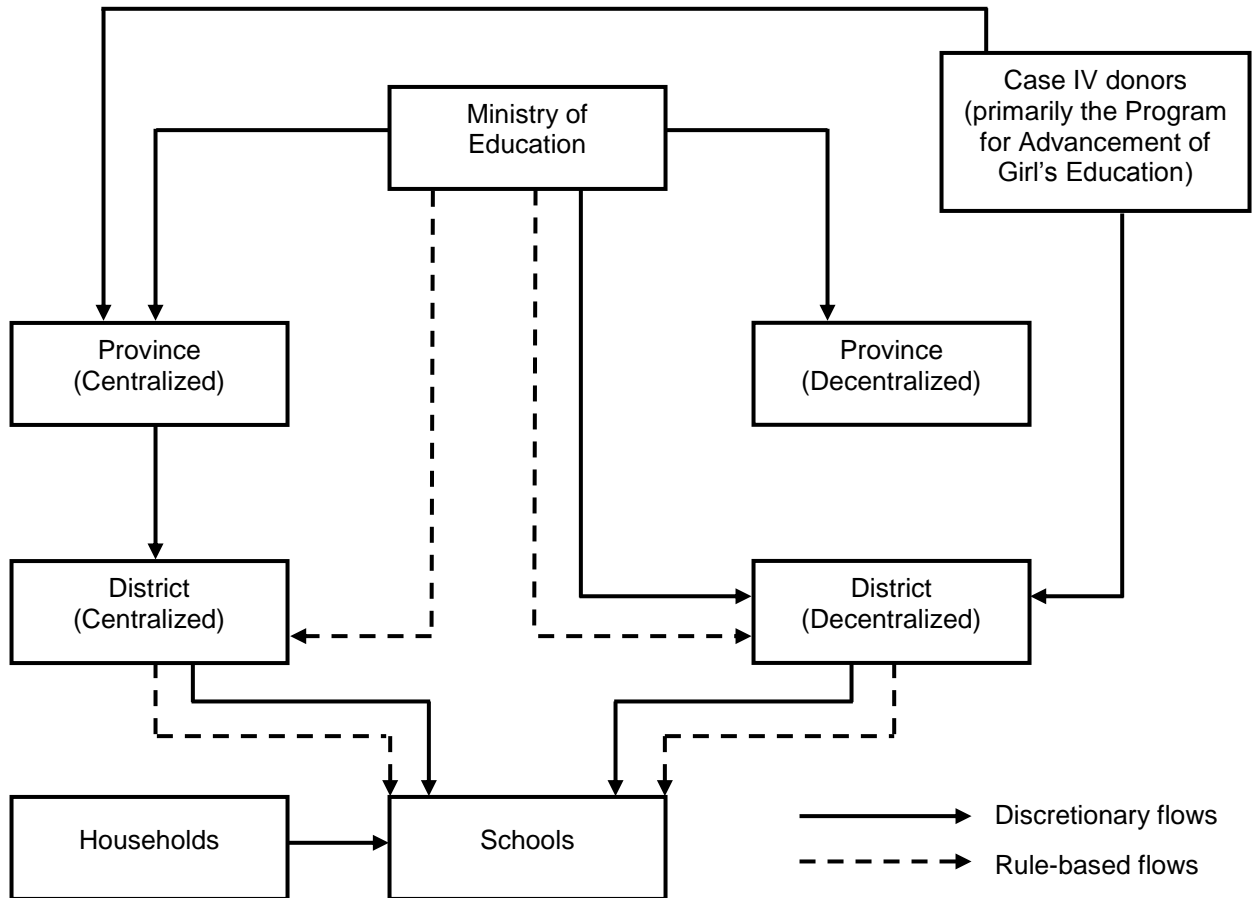 Case IV donors
(primarily the Program
for Advancement of
Girl's Education)
Ministry of
Education
Province
(Centralized)
Province
(Decentralized)
District
(Centralized)
District
(Decentralized)
Households
Schools
Discretionary flows
Rule-based flows